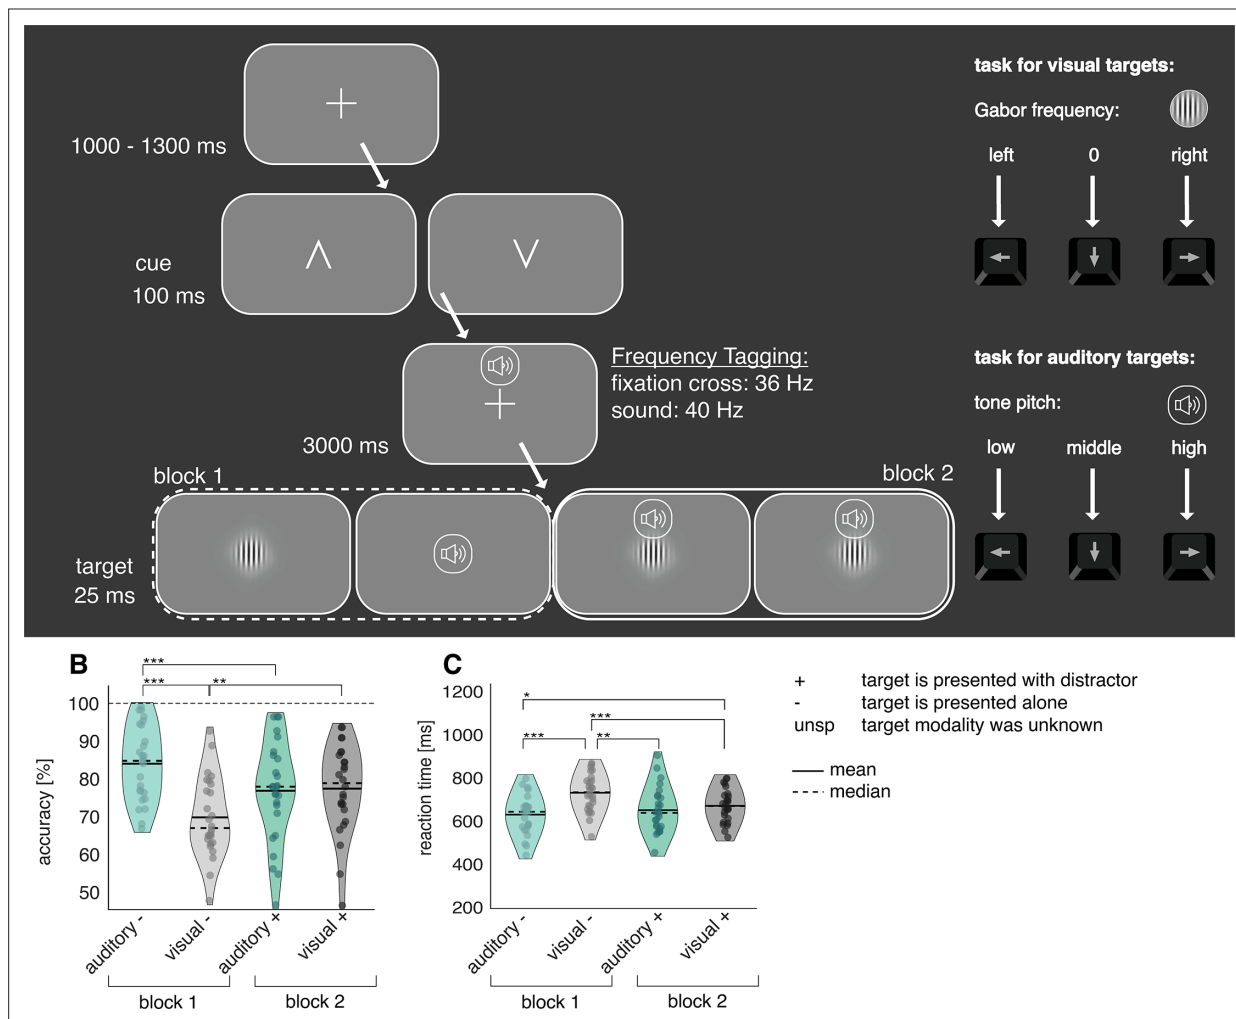 1000 - 1300 ms
cue
100 ms
Frequency Tagging:
fixation cross: 36 Hz
sound: 40 Hz
3000 ms
block 1
block 2
target
25 ms
task for visual targets:
Gabor frequency:
left 0 right
task for auditory targets:
tone pitch:
low middle high
B
***
***
**
accuracy [%]
100
90
80
70
60
50
auditory -
visual -
auditory +
visual +
block 1
block 2
C
*
***
***
**
reaction time [ms]
1200
1000
800
600
400
200
auditory -
visual -
auditory +
visual +
block 1
block 2
+ target is presented with distractor
- target is presented alone
unsp target modality was unknown
mean
median